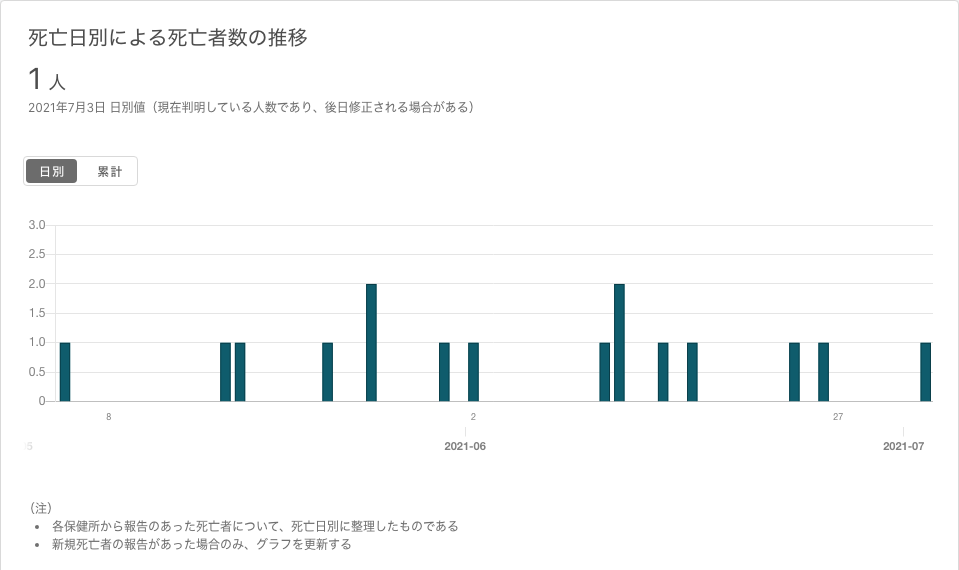 死亡日別による死亡者数の推移
1 人
2021年7月3日 日別値（現在判明している人数であり、後日修正される場合がある）
日別 累計
3.0
2.5
2.0
1.5
1.0
0.5
0
8 2 27
5 2021-06 2021-07
（注）
• 各保健所から報告のあった死亡者について、死亡日別に整理したものである
• 新規死亡者の報告があった場合のみ、グラフを更新する